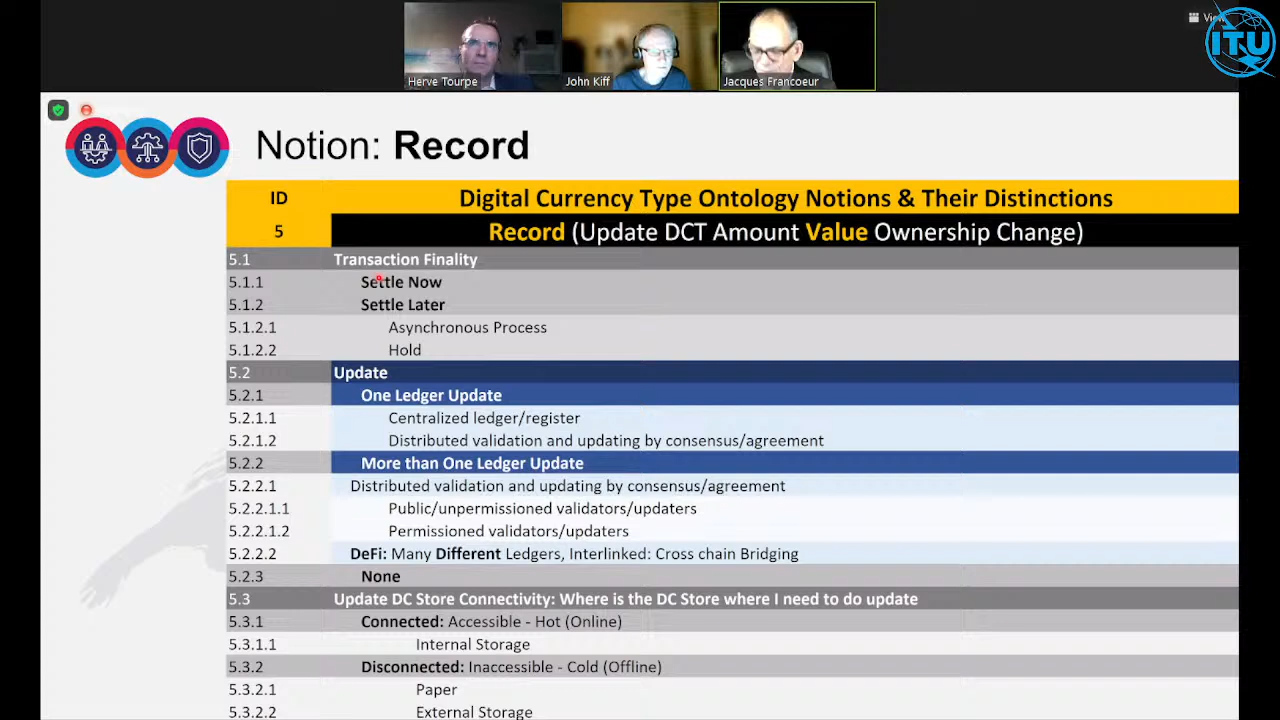 View
ITU
Herve Tourpe
John Kiff
Jacques Francoeur
Notion: Record
ID Digital Currency Type Ontology Notions & Their Distinctions
5 Record (Update DCT Amount Value Ownership Change)
5.1 Transaction Finality
5.1.1 Settle Now
5.1.2 Settle Later
5.1.2.1 Asynchronous Process
5.1.2.2 Hold
5.2 Update
5.2.1 One Ledger Update
5.2.1.1 Centralized ledger/register
5.2.1.2 Distributed validation and updating by consensus/agreement
5.2.2 More than One Ledger Update
5.2.2.1 Distributed validation and updating by consensus/agreement
5.2.2.1.1 Public/unpermissioned validators/updaters
5.2.2.1.2 Permissioned validators/updaters
5.2.2.2 DeFi: Many Different Ledgers, Interlinked: Cross chain Bridging
5.2.3 None
5.3 Update DC Store Connectivity: Where is the DC Store where I need to do update
5.3.1 Connected: Accessible - Hot (Online)
5.3.1.1 Internal Storage
5.3.2 Disconnected: Inaccessible - Cold (Offline)
5.3.2.1 Paper
5.3.2.2 External Storage